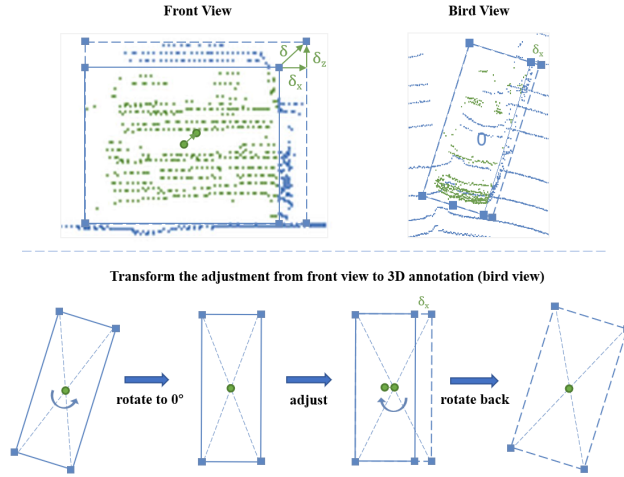 Front View
Bird View
δ
δz
δx
δx
0
Transform the adjustment from front view to 3D annotation (bird view)
δx
rotate to 0°
adjust
rotate back